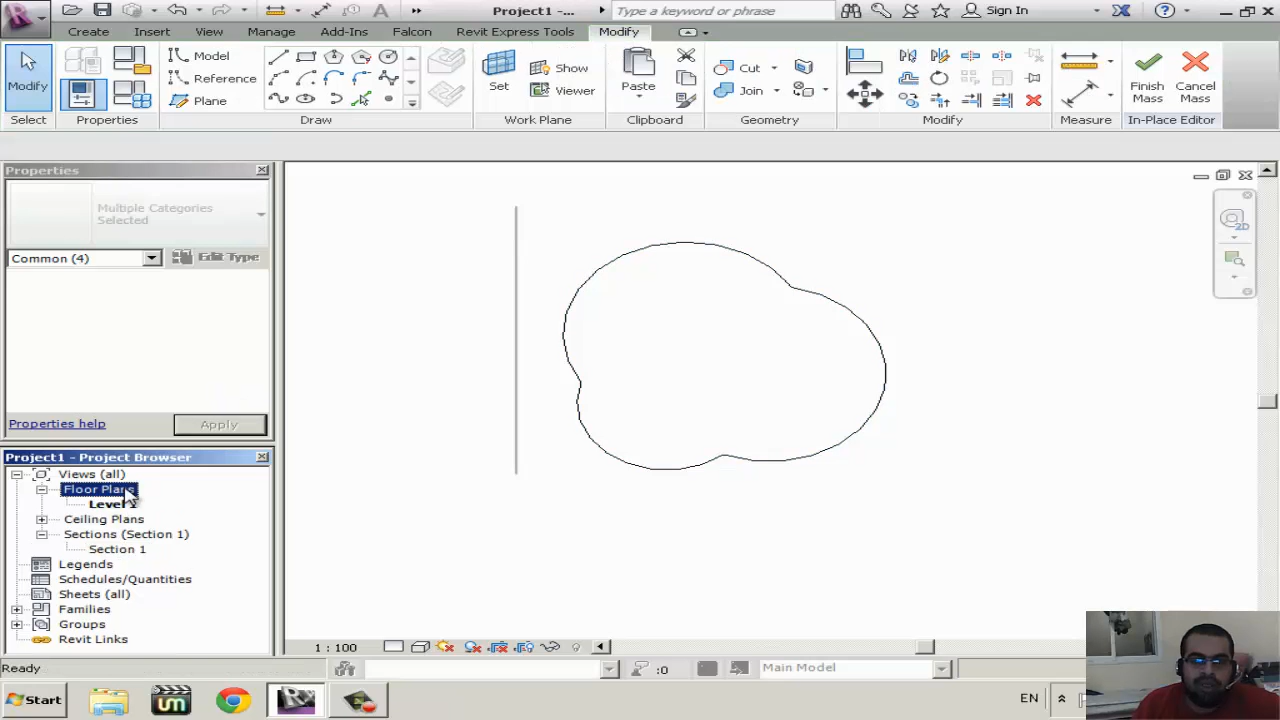 Project1 - ...
Type a keyword or phrase
Sign In
Create
Insert
View
Manage
Add-Ins
Falcon
Revit Express Tools
Modify
Modify
Model
Reference
Plane
Set
Show
Viewer
Paste
Cut
Join
Finish
Mass
Cancel
Mass
Select
Properties
Draw
Work Plane
Clipboard
Geometry
Modify
Measure
In-Place Editor
Properties
Multiple Categories
Selected
2D
Common (4)
Edit Type
Properties help
Apply
Project1 - Project Browser
Views (all)
Floor Plans
Level
Ceiling Plans
Sections (Section 1)
Section 1
Legends
Schedules/Quantities
Sheets (all)
Families
Groups
Revit Links
1 : 100
Ready
:0
Main Model
Start
um
EN